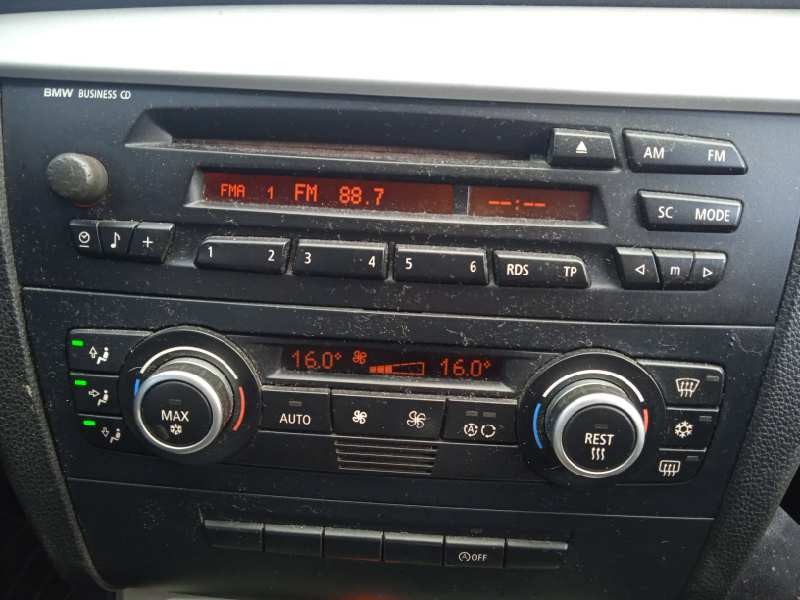 BMW BUSINESS CD
AM FM
FMA 1 FM 88.7 --:--
SC MODE
1 2 3 4 5 6 RDS TP m
16.0° 16.0°
MAX AUTO REST
A
A OFF